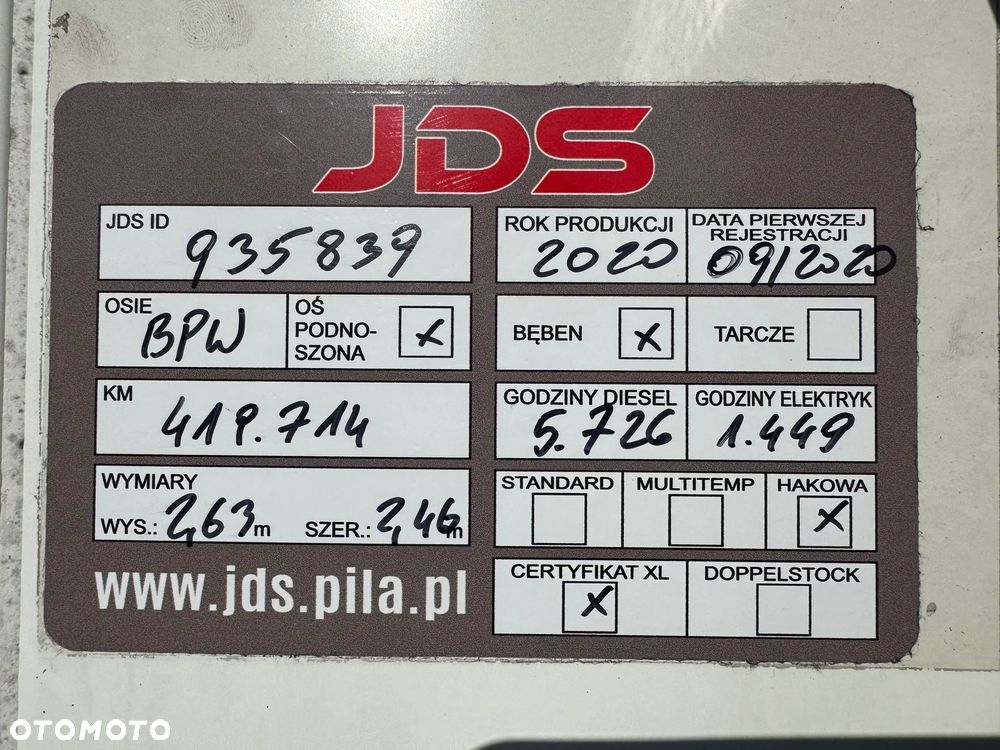 JDS
JDS ID
935839
ROK PRODUKCJI
2020
DATA PIERWSZEJ
REJESTRACJI
09/2020
OSIE
BPW
OŚ
PODNO-
SZONA
x
BĘBEN
x
TARCZE
KM
419.714
GODZINY DIESEL
5.726
GODZINY ELEKTRYK
1.449
WYMIARY
WYS.: 2,63 m
SZER.: 2,46 m
STANDARD
MULTITEMP
HAKOWA
x
CERTYFIKAT XL
x
DOPPELSTOCK
www.jds.pila.pl
OTOMOTO